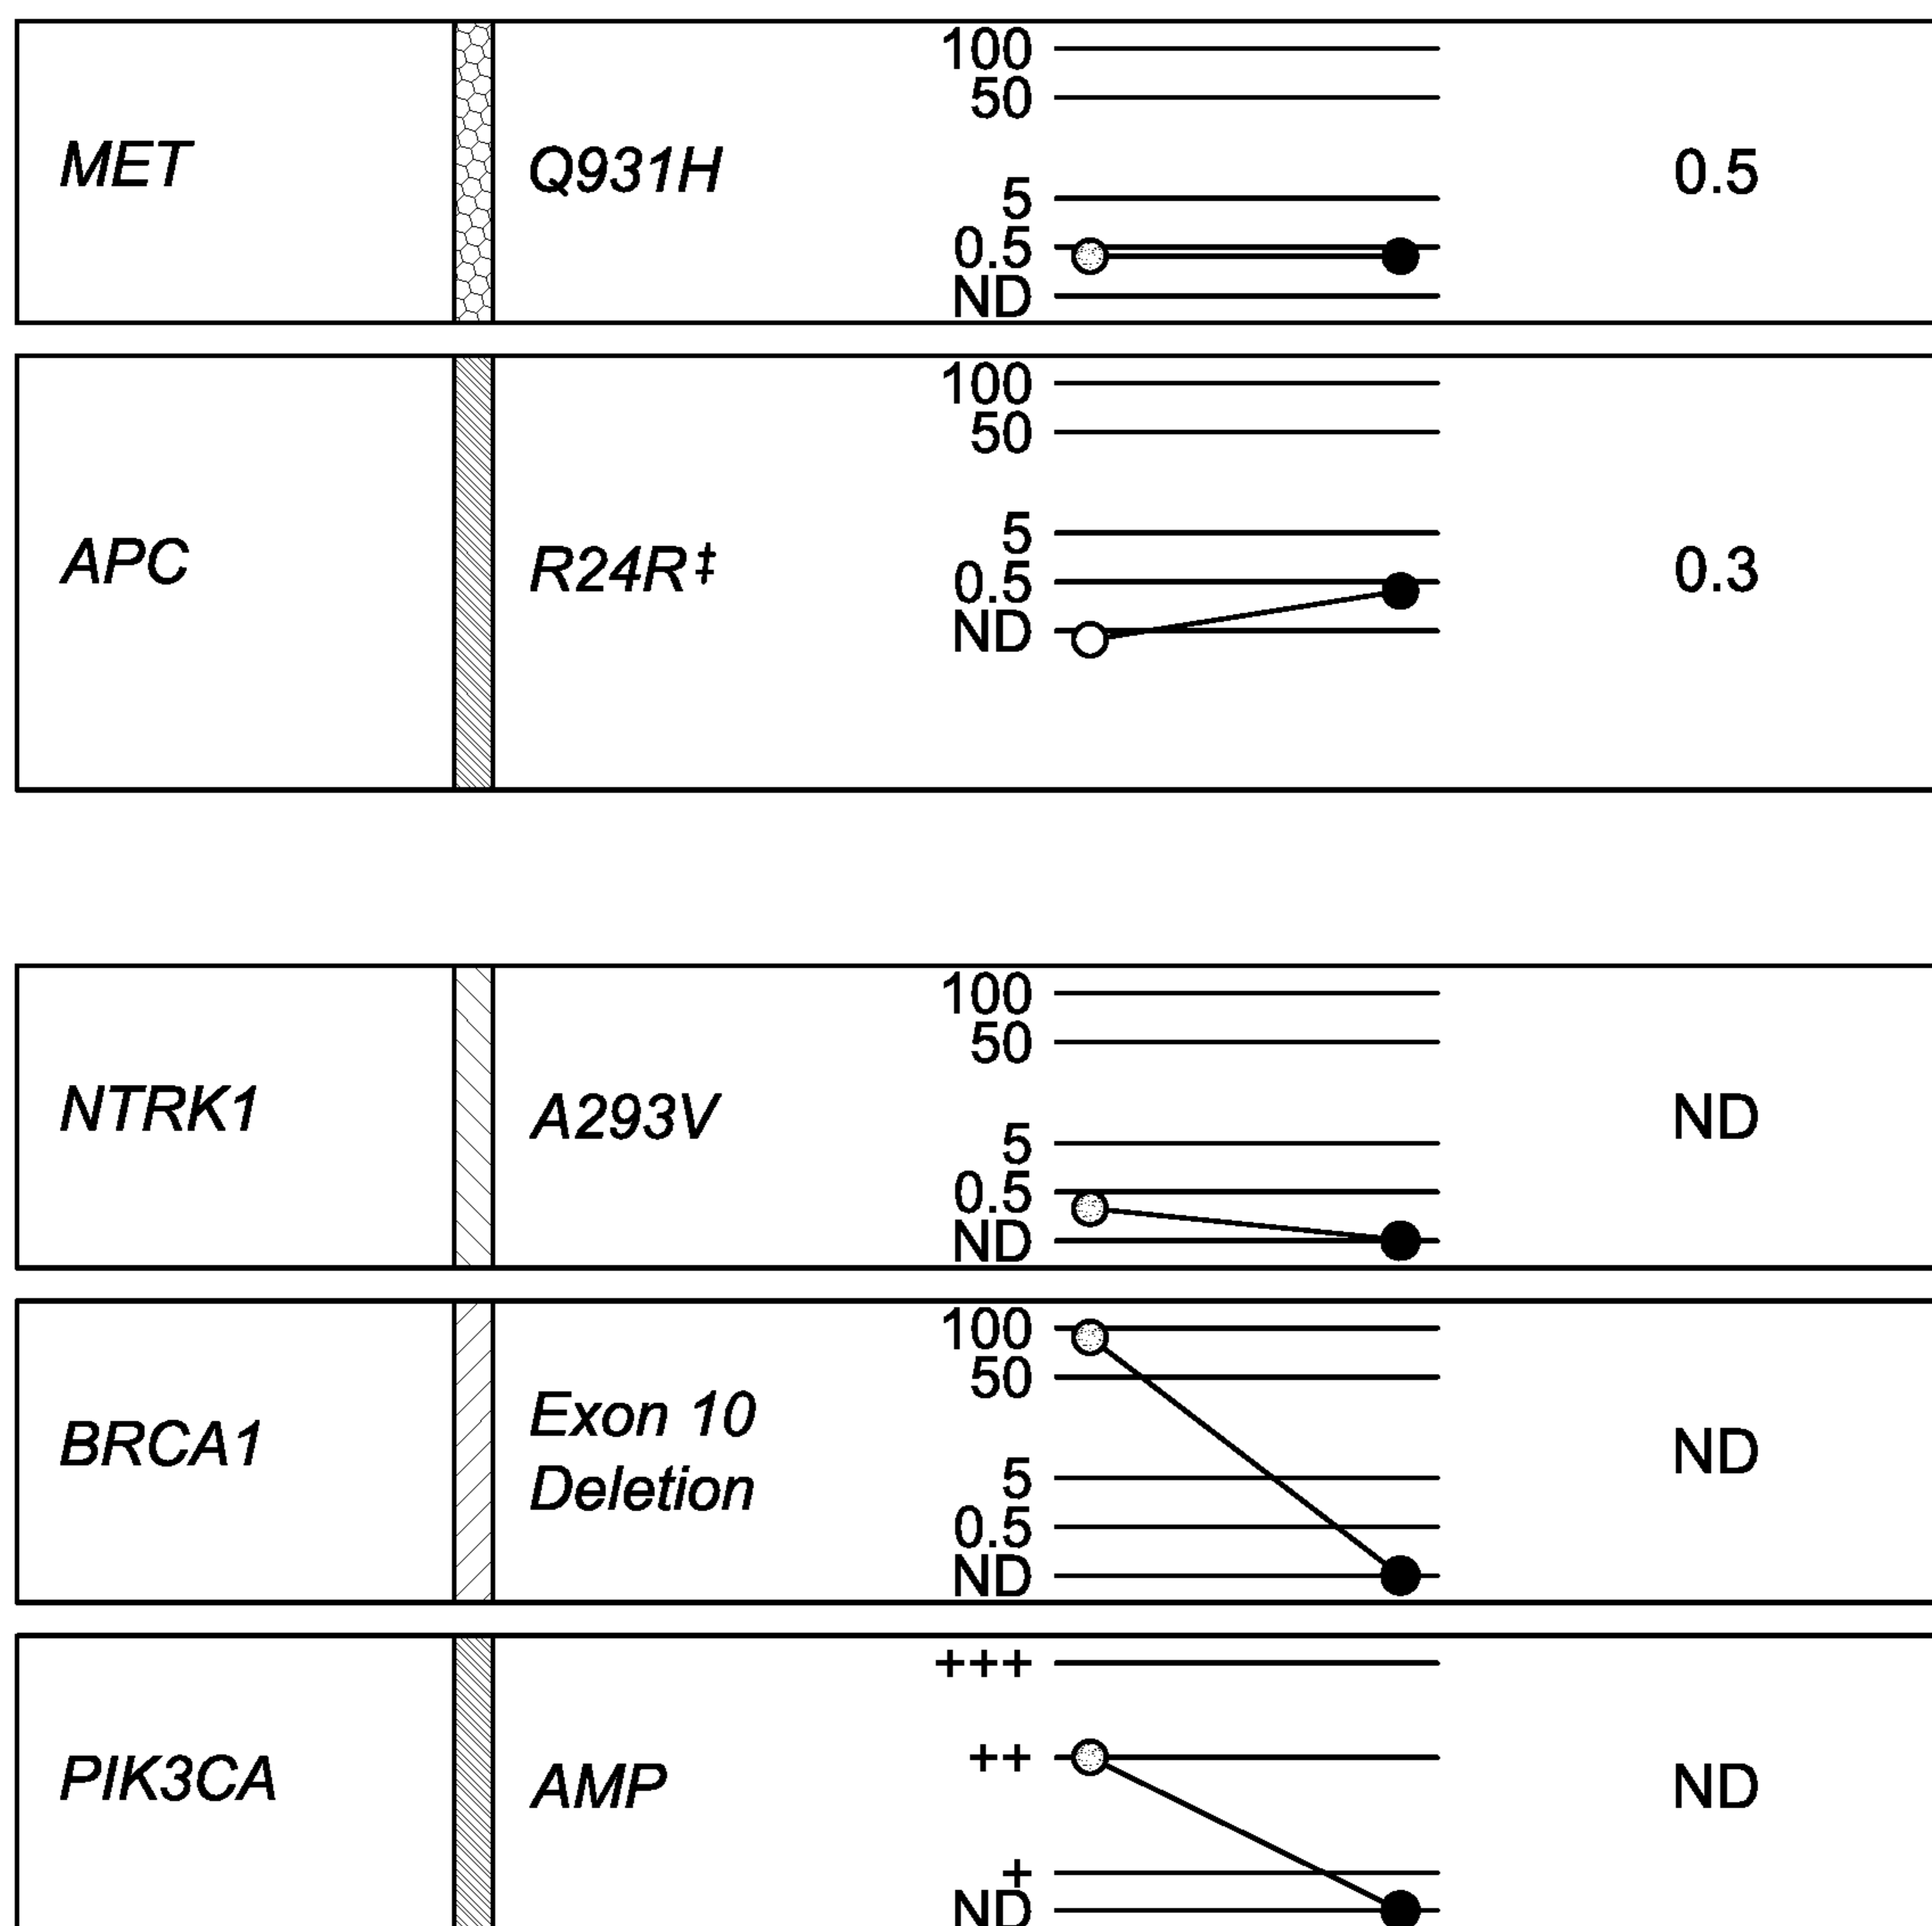 MET
Q931H
100
50
5
0.5
ND
0.5
APC
R24R‡
100
50
5
0.5
ND
0.3
NTRK1
A293V
100
50
5
0.5
ND
ND
BRCA1
Exon 10
Deletion
100
50
5
0.5
ND
ND
PIK3CA
AMP
+++
++
+
ND
ND